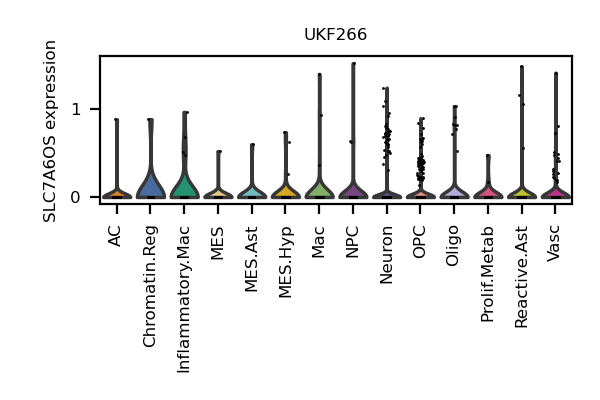 UKF266
SLC7A6OS expression
1
0
AC
Chromatin.Reg
Inflammatory.Mac
MES
MES.Ast
MES.Hyp
Mac
NPC
Neuron
OPC
Oligo
Prolif.Metab
Reactive.Ast
Vasc